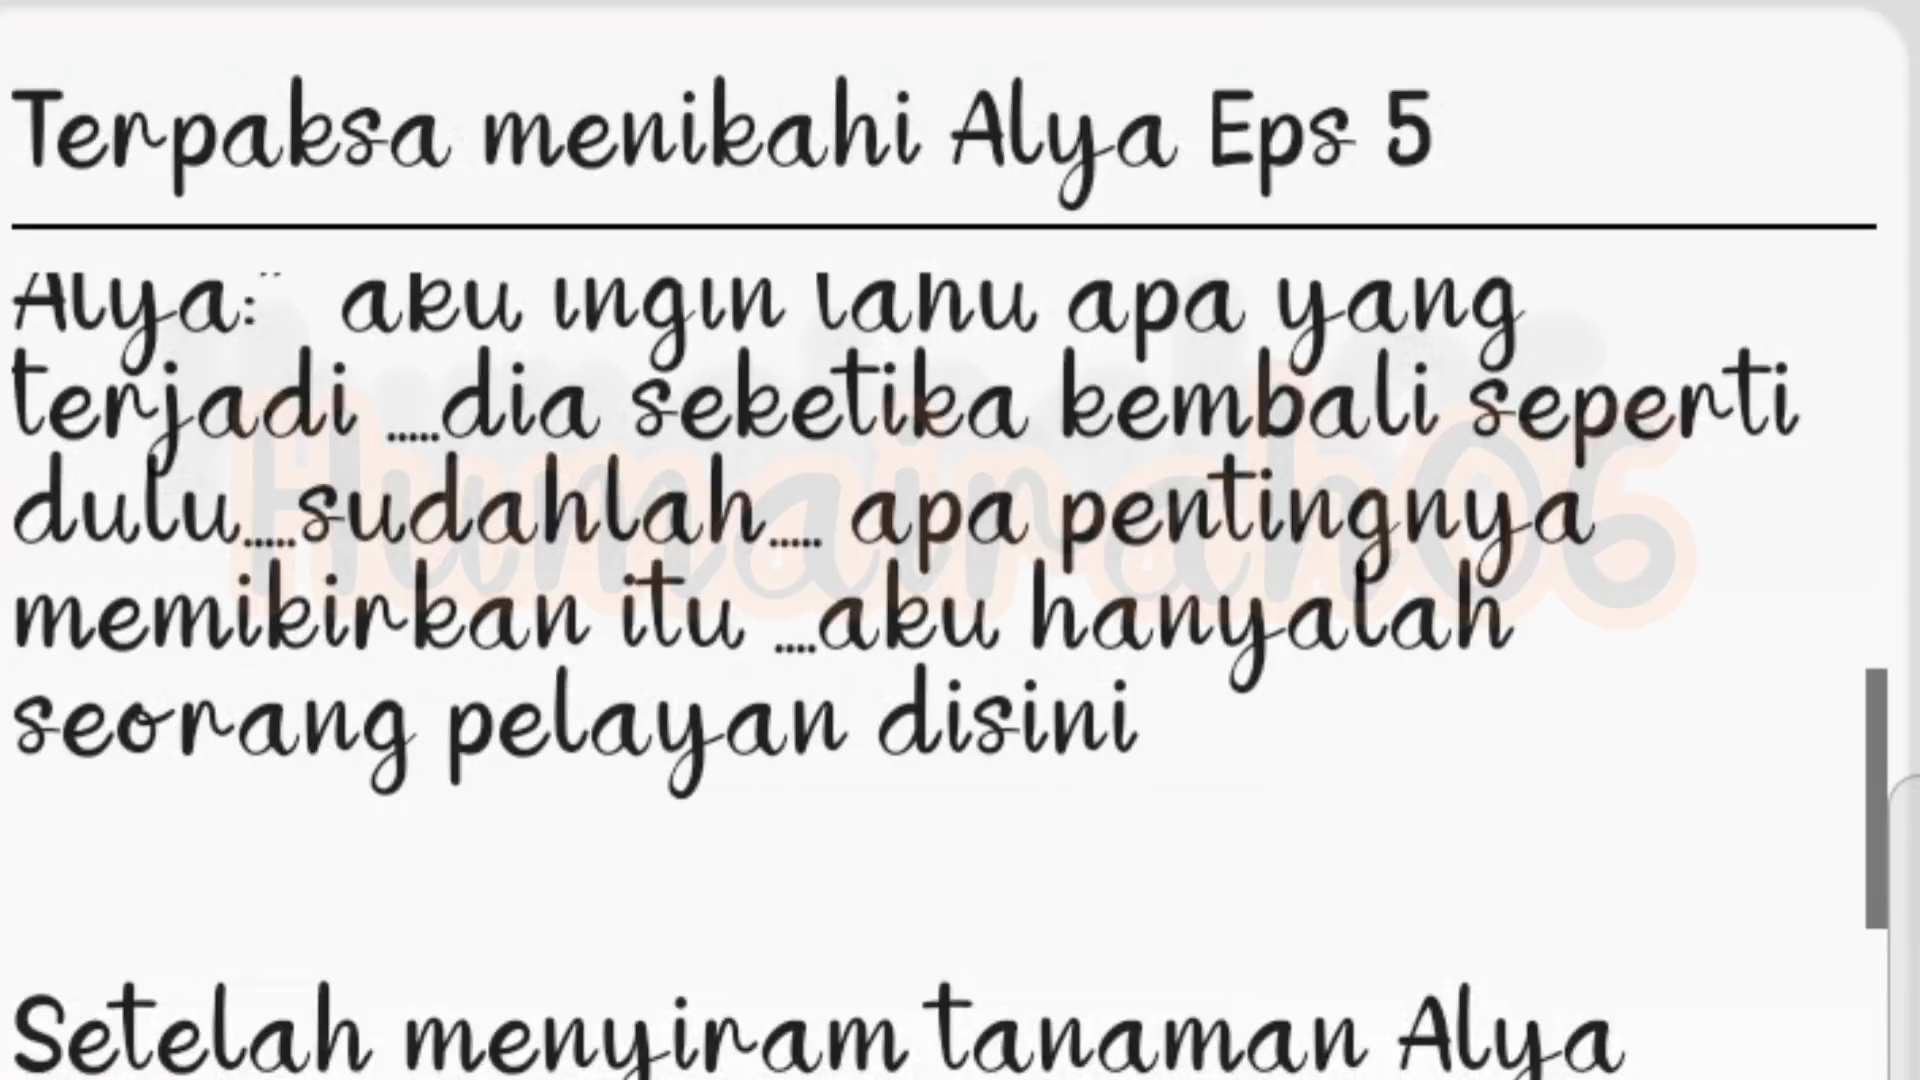 Terpaksa menikahi Alya Eps 5
Alya:" aku ingin tahu apa yang
terjadi .....dia seketika kembali seperti
dulu.....sudahlah..... apa pentingnya
memikirkan itu ....aku hanyalah
seorang pelayan disini
Humairah06
Setelah menyiram tanaman Alya